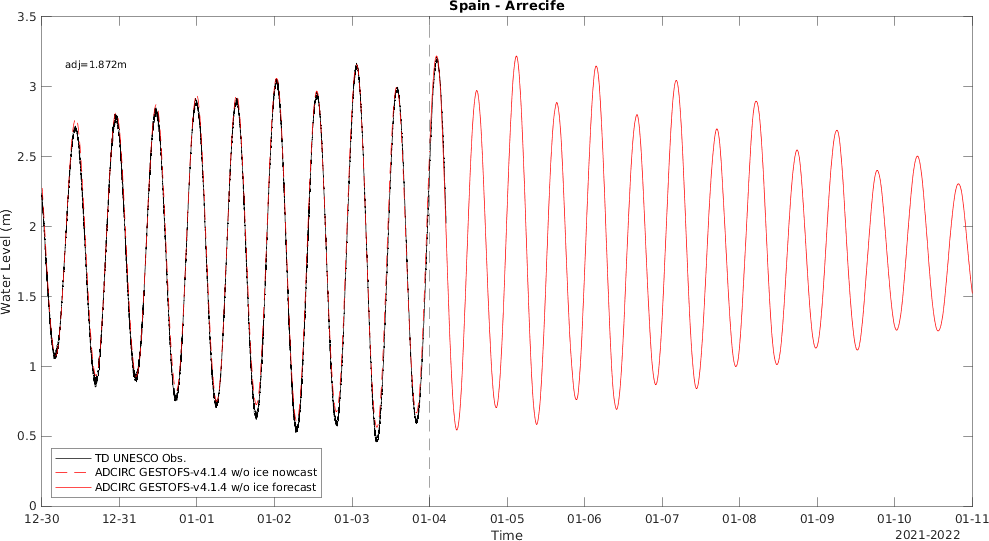 Spain - Arrecife
adj=1.872m
Water Level (m)
3.5
3
2.5
2
1.5
1
0.5
0
TD UNESCO Obs.
ADCIRC GESTOFS-v4.1.4 w/o ice nowcast
ADCIRC GESTOFS-v4.1.4 w/o ice forecast
12-30 12-31 01-01 01-02 01-03 01-04 01-05 01-06 01-07 01-08 01-09 01-10 01-11
Time
2021-2022